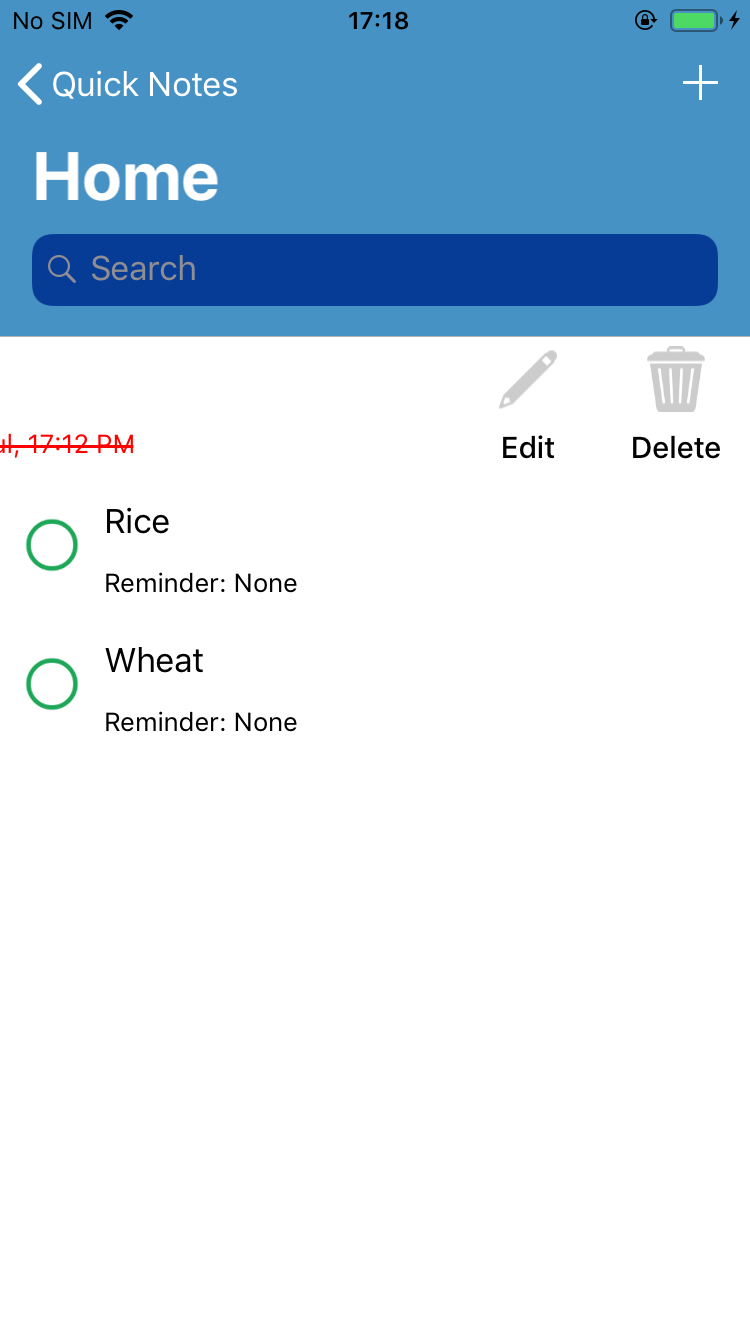 No SIM 17:18
Quick Notes
Home
Search
17:12 PM
Edit Delete
Rice
Reminder: None
Wheat
Reminder: None